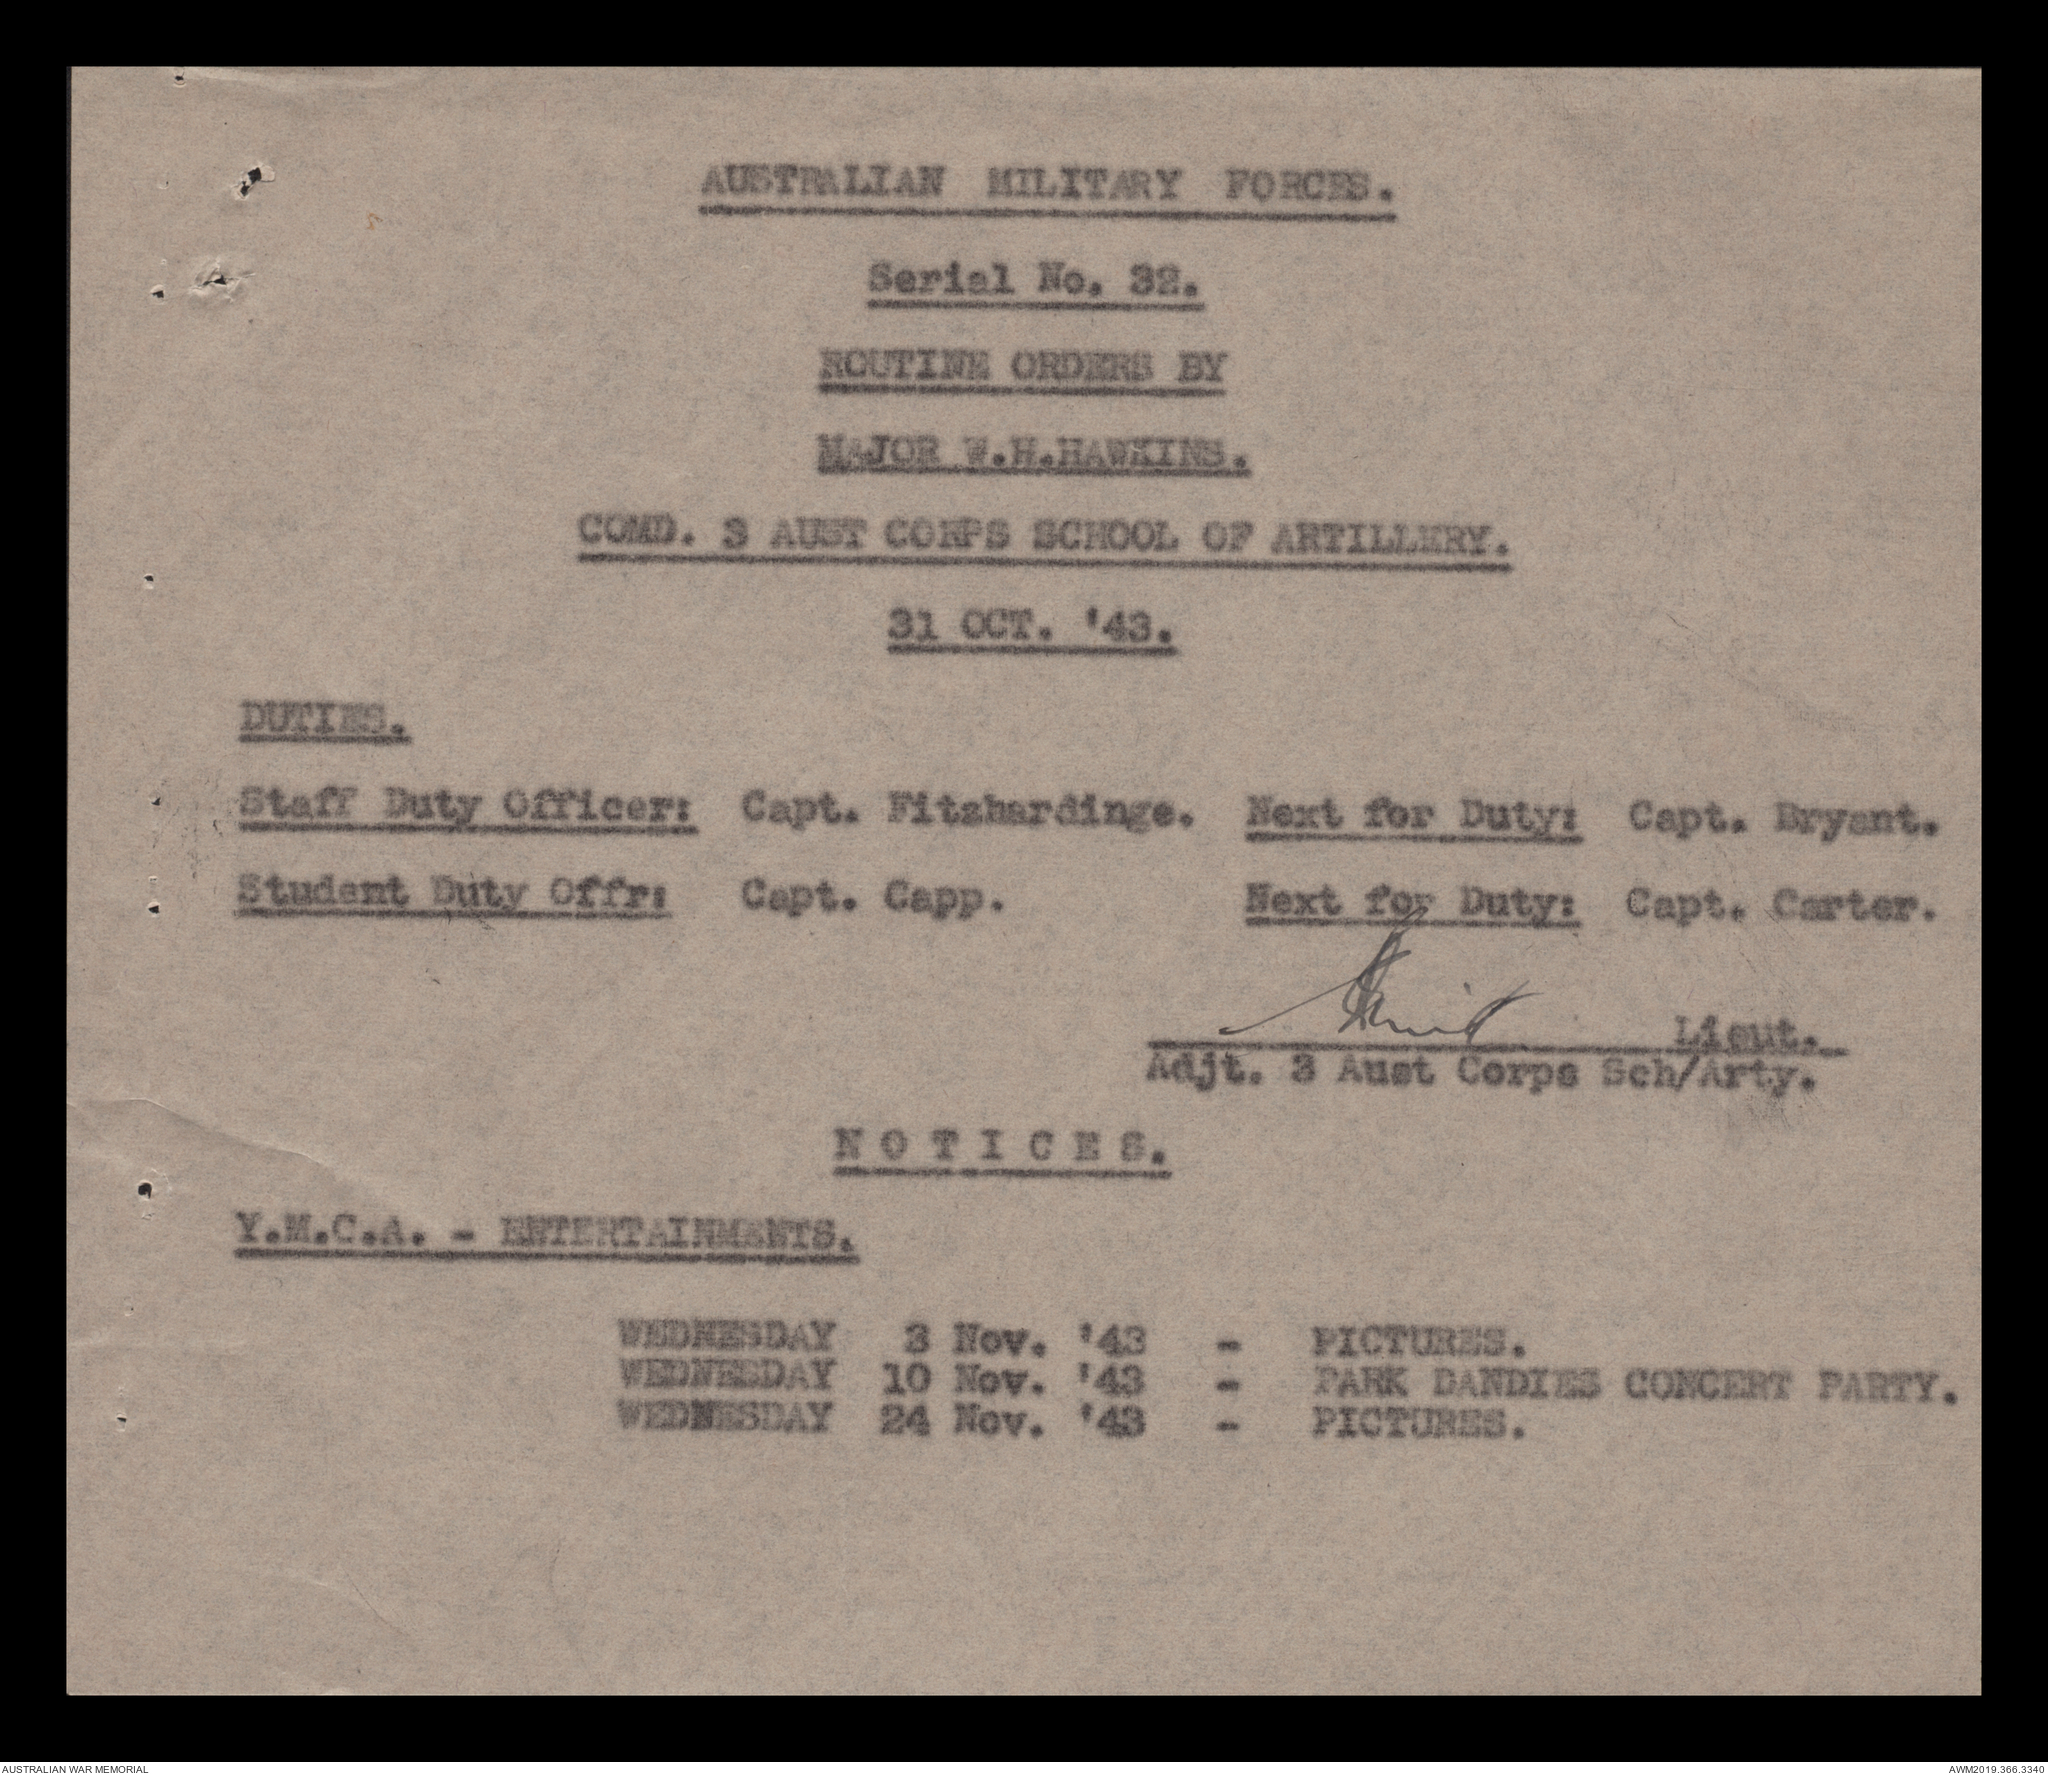 AUSTRALIAN MILITARY FORCES.
Serial No. 32.
ROUTINE ORDERS BY
MAJOR W.H.HAWKINS.
COMD. 3 AUST CORPS SCHOOL OF ARTILLERY.
31 OCT. '43.
DUTIES.
Staff Duty Officer: Capt. Fitzhardinge. Next for Duty: Capt. Bryant.
Student Duty Offr: Capt. Capp. Next for Duty: Capt. Carter.
Lieut.
Adjt. 3 Aust Corps Sch/Arty.
NOTICES.
Y.M.C.A. - ENTERTAINMENTS.
WEDNESDAY 3 Nov. '43 - PICTURES.
WEDNESDAY 10 Nov. '43 - PARK DANDIES CONCERT PARTY.
WEDNESDAY 24 Nov. '43 - PICTURES.
AUSTRALIAN WAR MEMORIAL AWM2019.366.3340